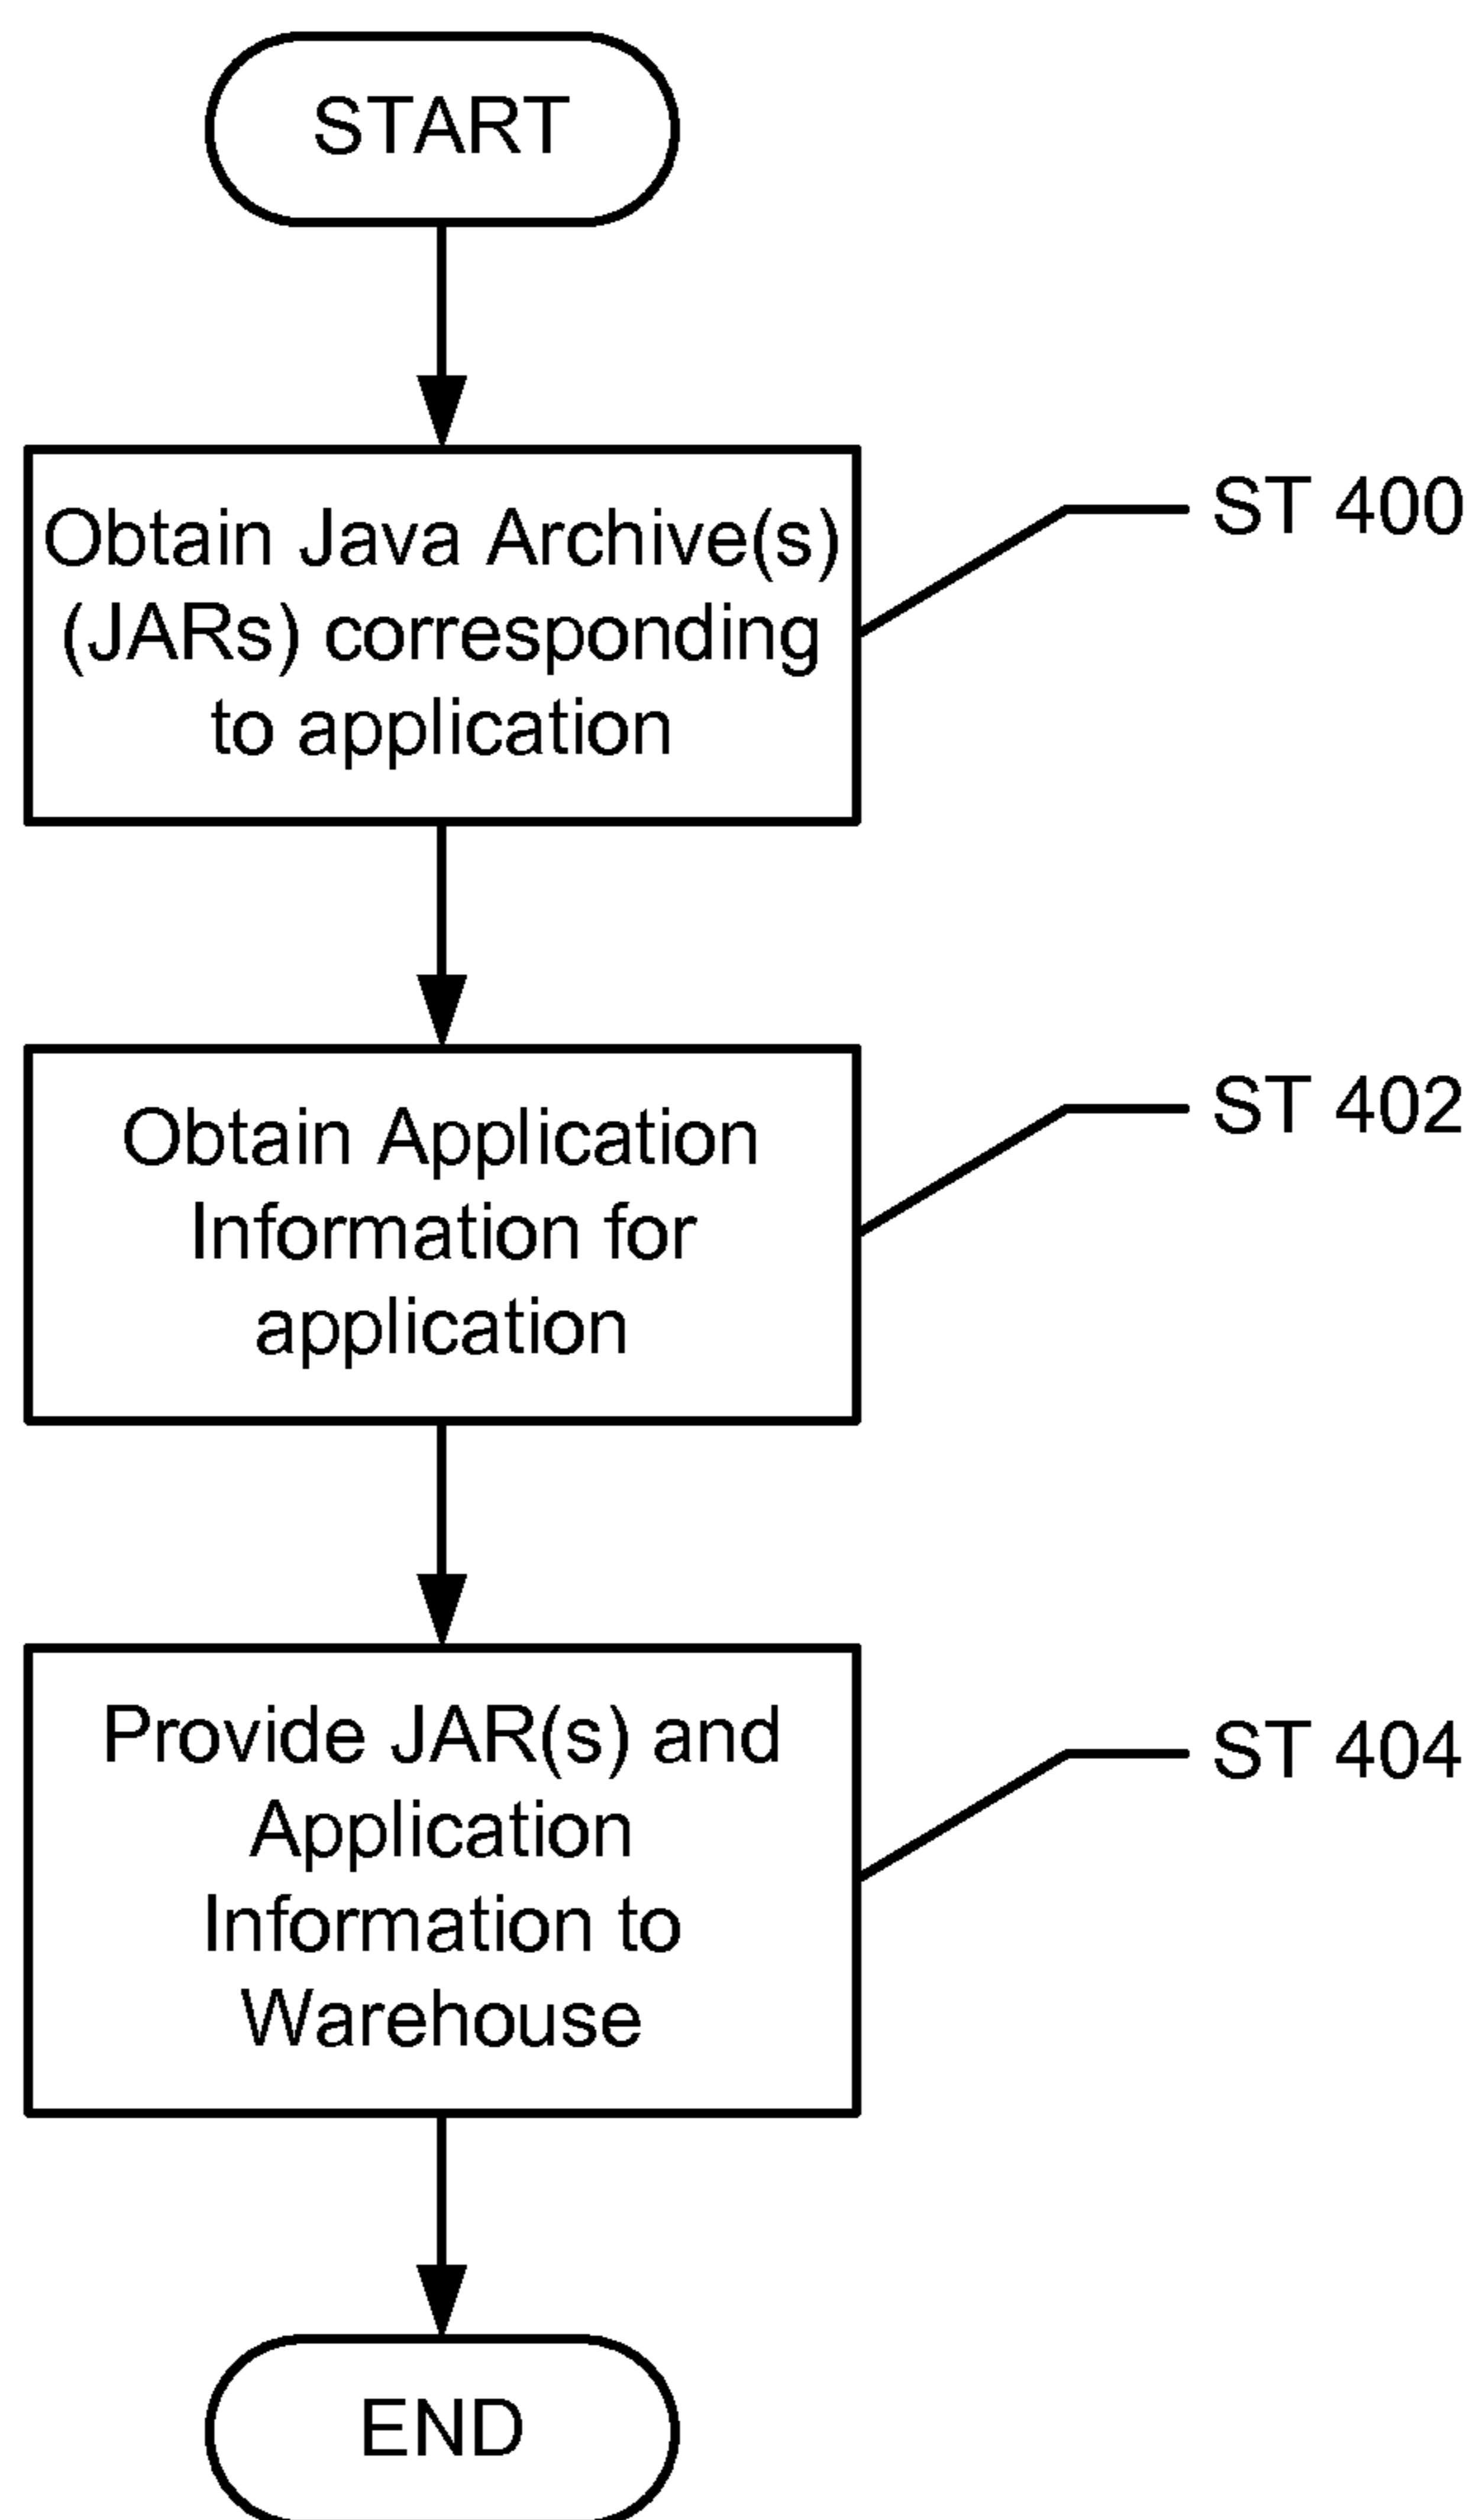 START
Obtain Java Archive(s)
(JARs) corresponding
to application
ST 400
Obtain Application
Information for
application
ST 402
Provide JAR(s) and
Application
Information to
Warehouse
ST 404
END